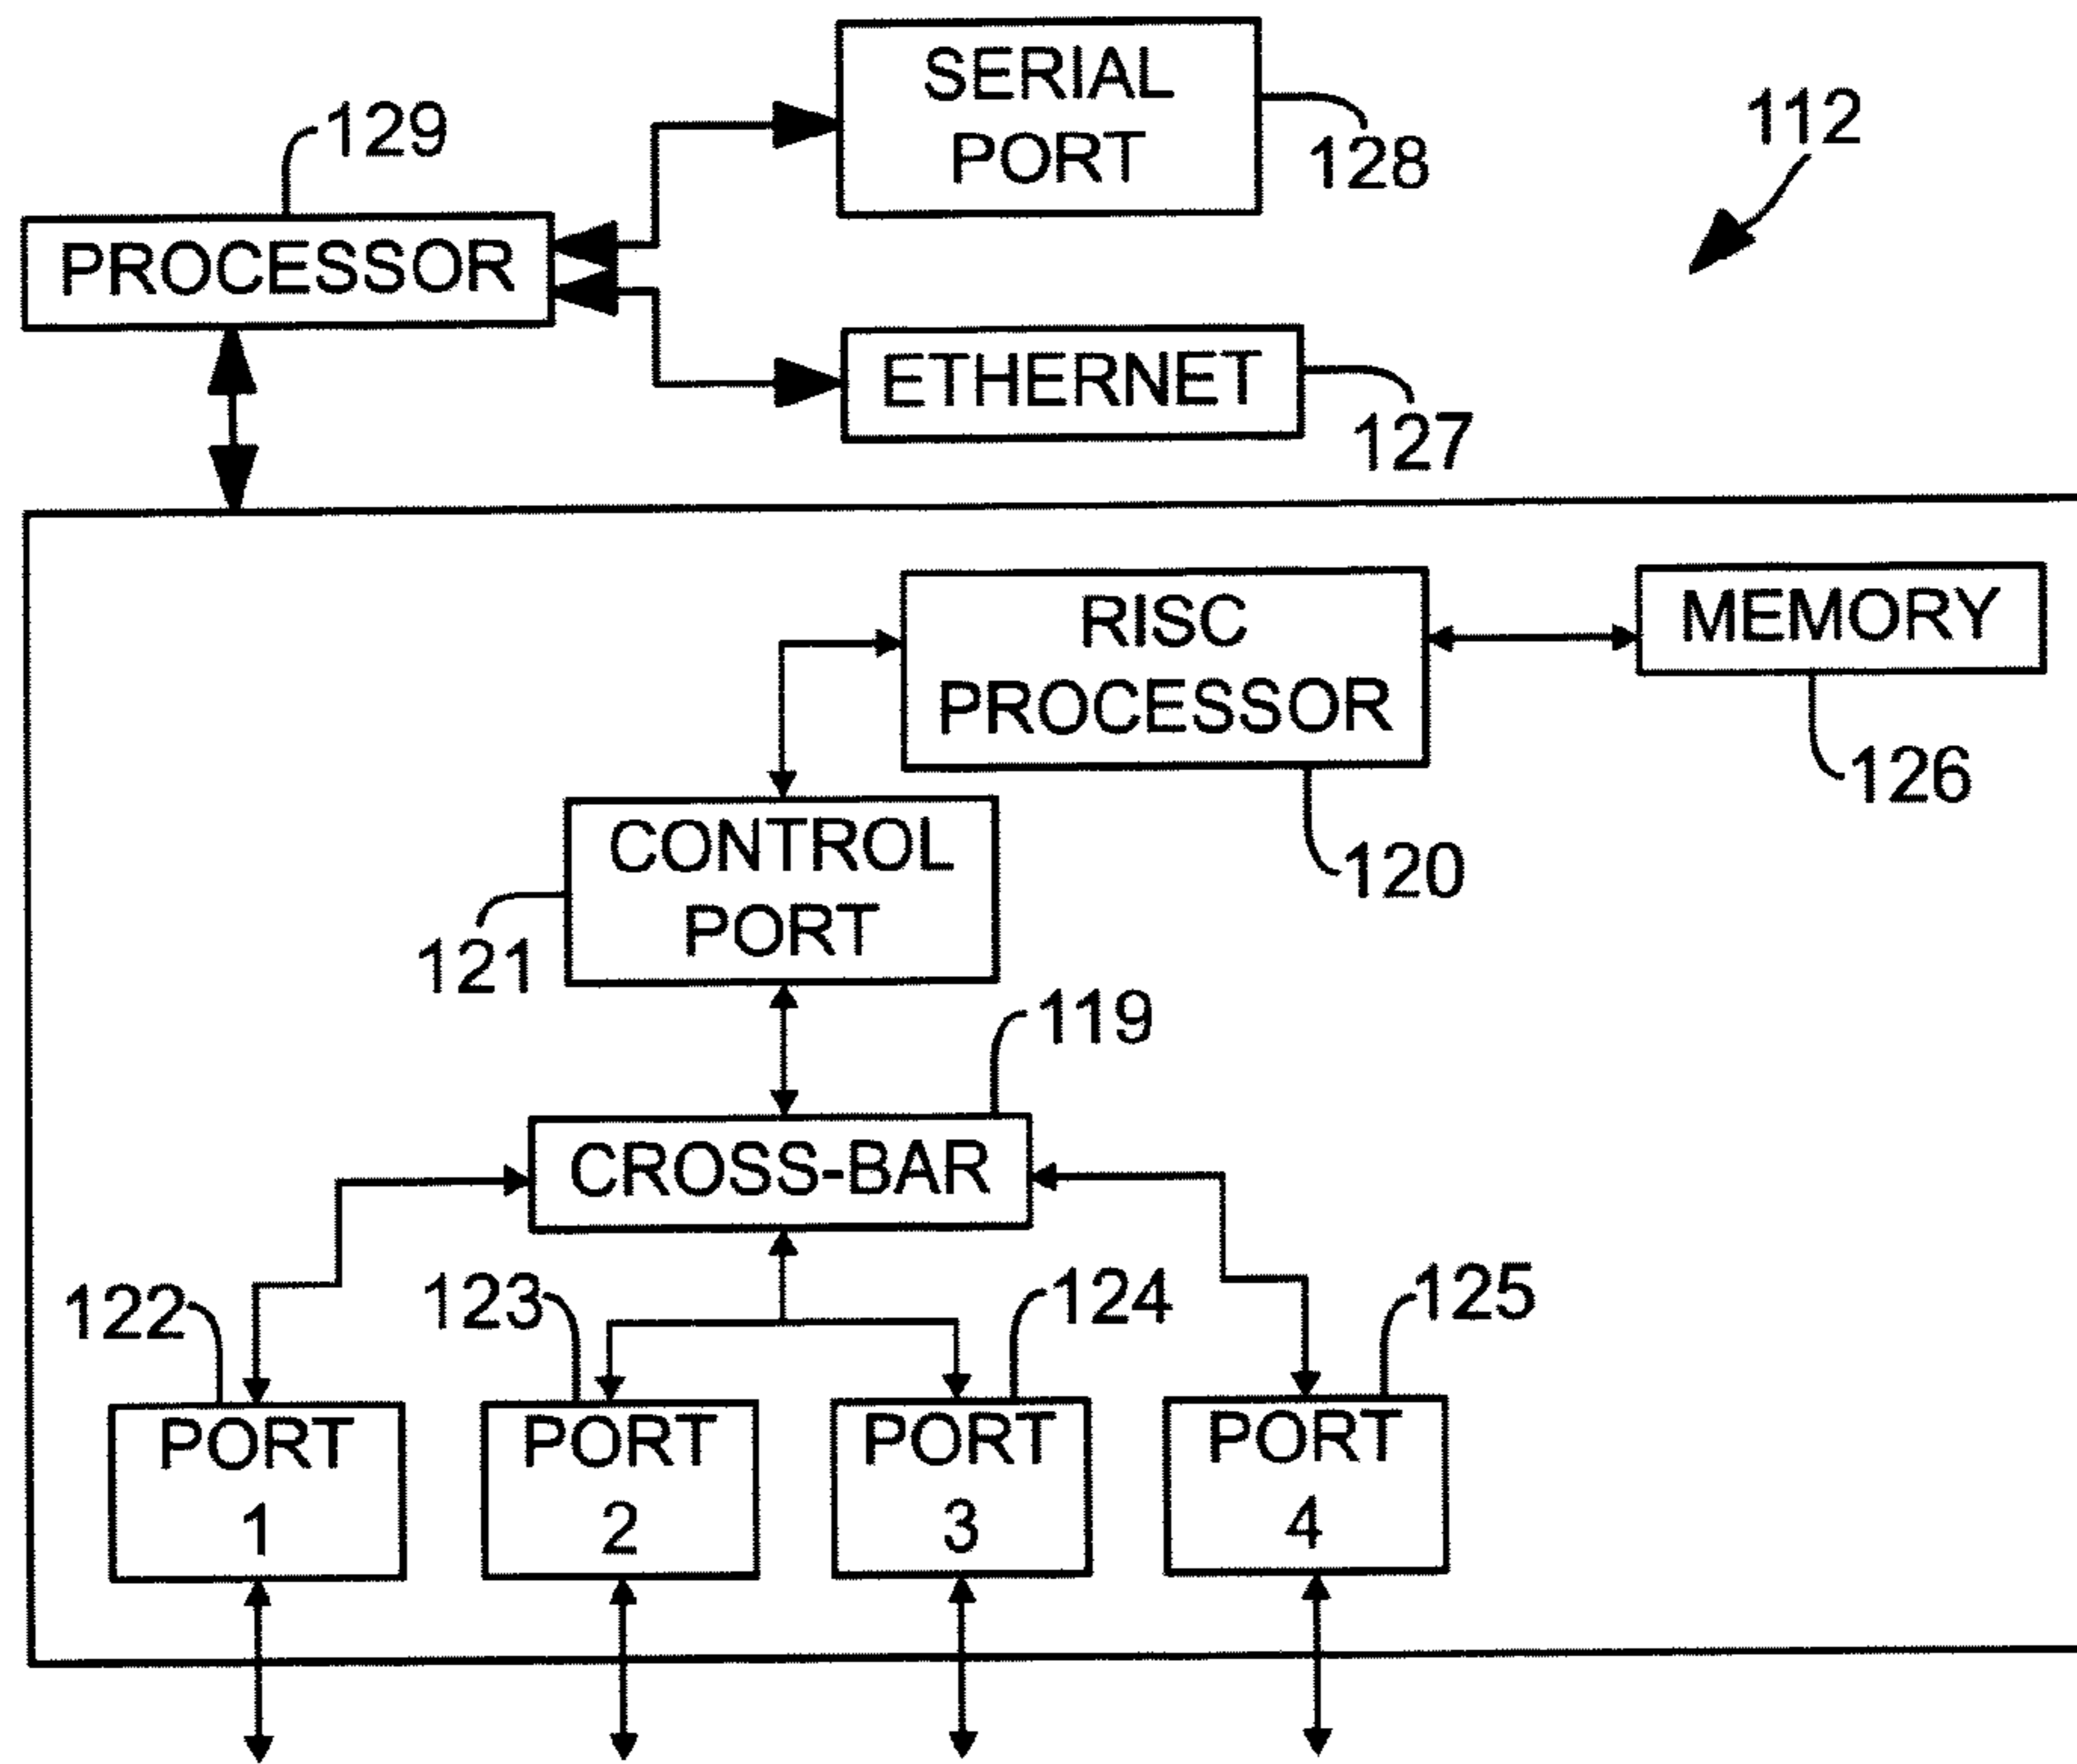 SERIAL
PORT
128
112
129
PROCESSOR
ETHERNET
127
RISC
PROCESSOR
120
MEMORY
126
CONTROL
PORT
121
119
CROSS-BAR
122
123
124
125
PORT
1
PORT
2
PORT
3
PORT
4